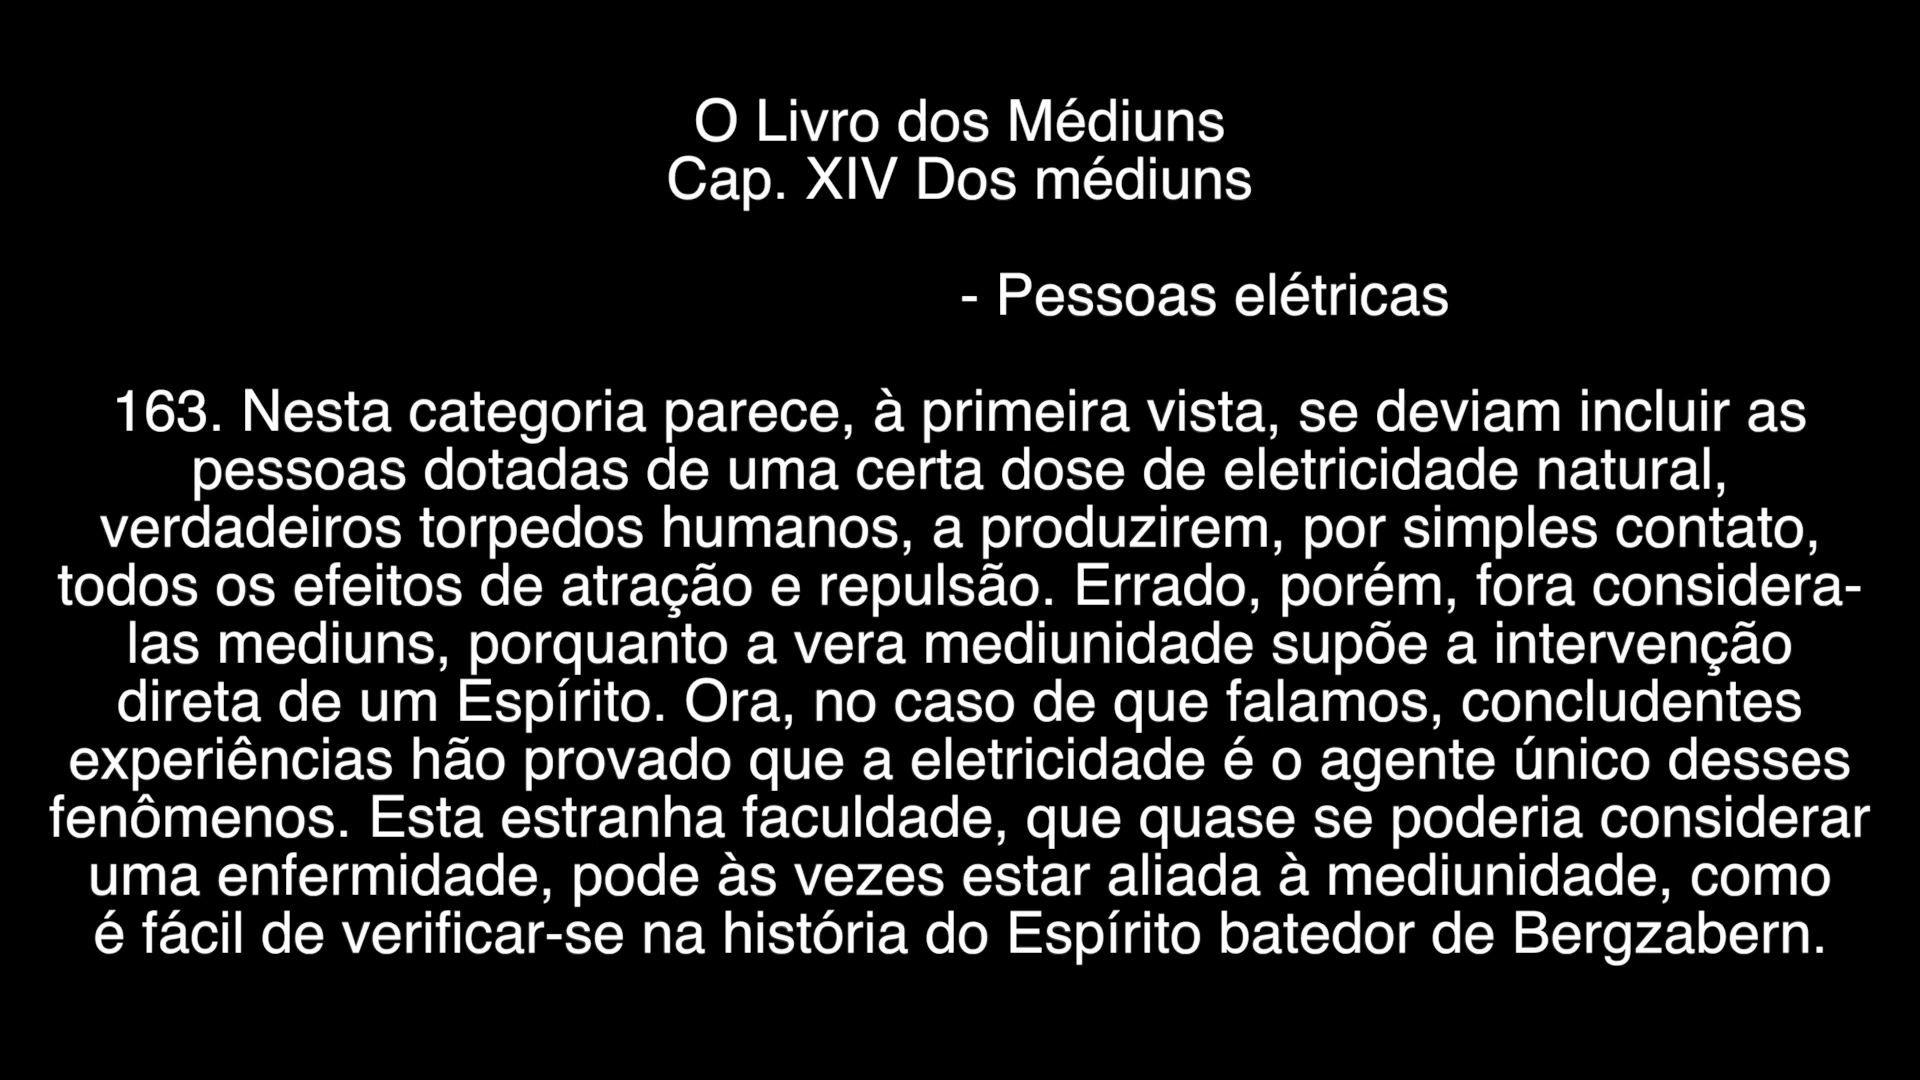 O Livro dos Médiuns
Cap. XIV Dos médiuns
- Pessoas elétricas
163. Nesta categoria parece, à primeira vista, se deviam incluir as
pessoas dotadas de uma certa dose de eletricidade natural,
verdadeiros torpedos humanos, a produzirem, por simples contato,
todos os efeitos de atração e repulsão. Errado, porém, fora considera-
las mediuns, porquanto a vera mediunidade supõe a intervenção
direta de um Espírito. Ora, no caso de que falamos, concludentes
experiências hão provado que a eletricidade é o agente único desses
fenômenos. Esta estranha faculdade, que quase se poderia considerar
uma enfermidade, pode às vezes estar aliada à mediunidade, como
é fácil de verificar-se na história do Espírito batedor de Bergzabern.